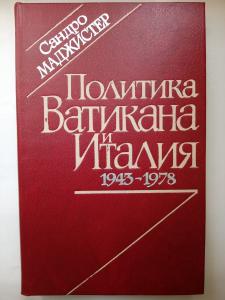 Сандро
МАДЖИСТЕР
Политика
Ватикана
и
Италия
1943-1978